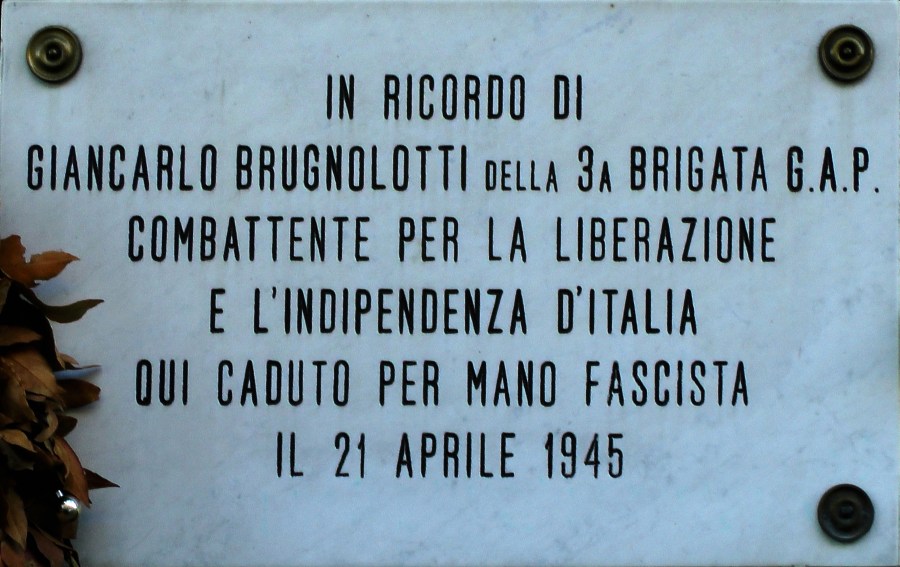 IN RICORDO DI
GIANCARLO BRUGNOLOTTI DELLA 3A BRIGATA G.A.P.
COMBATTENTE PER LA LIBERAZIONE
E L'INDIPENDENZA D'ITALIA
QUI CADUTO PER MANO FASCISTA
IL 21 APRILE 1945